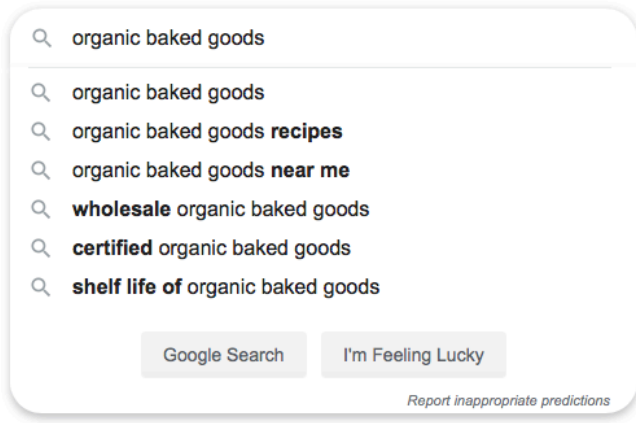 organic baked goods
organic baked goods
organic baked goods recipes
organic baked goods near me
wholesale organic baked goods
certified organic baked goods
shelf life of organic baked goods
Google Search I'm Feeling Lucky
Report inappropriate predictions